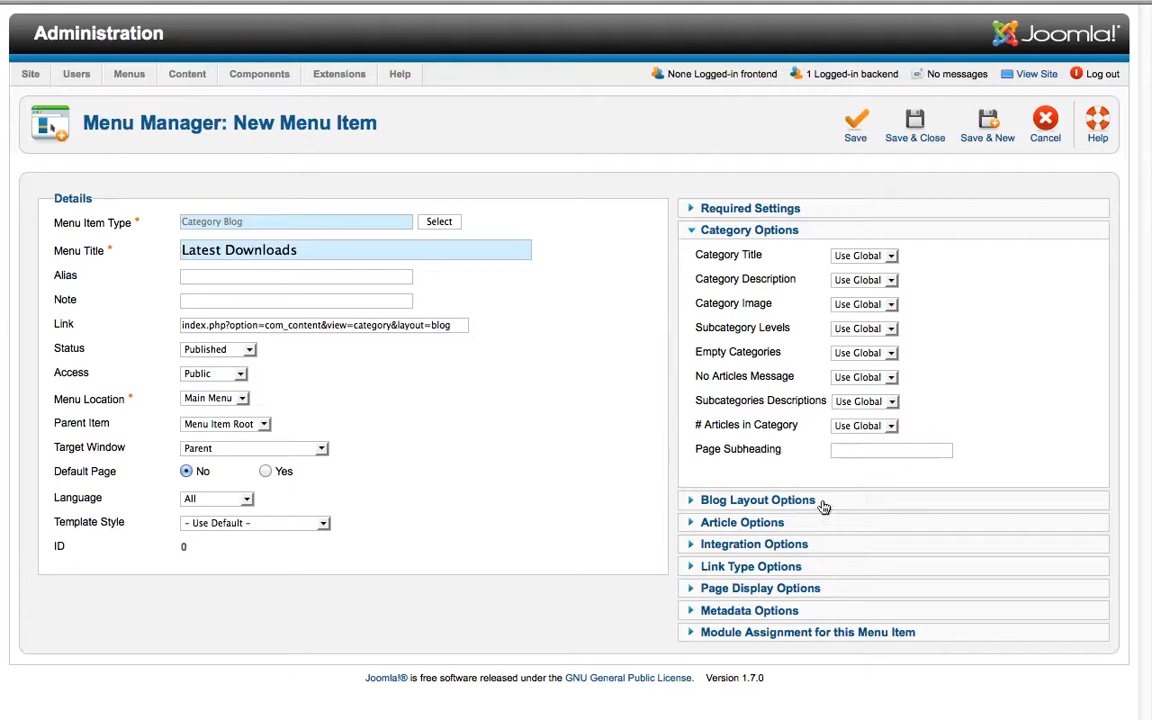 Administration
Joomla!®
Site Users Menus Content Components Extensions Help
None Logged-in frontend 1 Logged-in backend No messages View Site Log out
Menu Manager: New Menu Item
Save Save & Close Save & New Cancel Help
Details
Menu Item Type * Category Blog Select
Menu Title * Latest Downloads
Alias
Note
Link index.php?option=com_content&view=category&layout=blog
Status Published
Access Public
Menu Location * Main Menu
Parent Item Menu Item Root
Target Window Parent
Default Page No Yes
Language All
Template Style - Use Default -
ID 0
Required Settings
Category Options
Category Title Use Global
Category Description Use Global
Category Image Use Global
Subcategory Levels Use Global
Empty Categories Use Global
No Articles Message Use Global
Subcategories Descriptions Use Global
# Articles in Category Use Global
Page Subheading
Blog Layout Options
Article Options
Integration Options
Link Type Options
Page Display Options
Metadata Options
Module Assignment for this Menu Item
Joomla!® is free software released under the GNU General Public License. Version 1.7.0